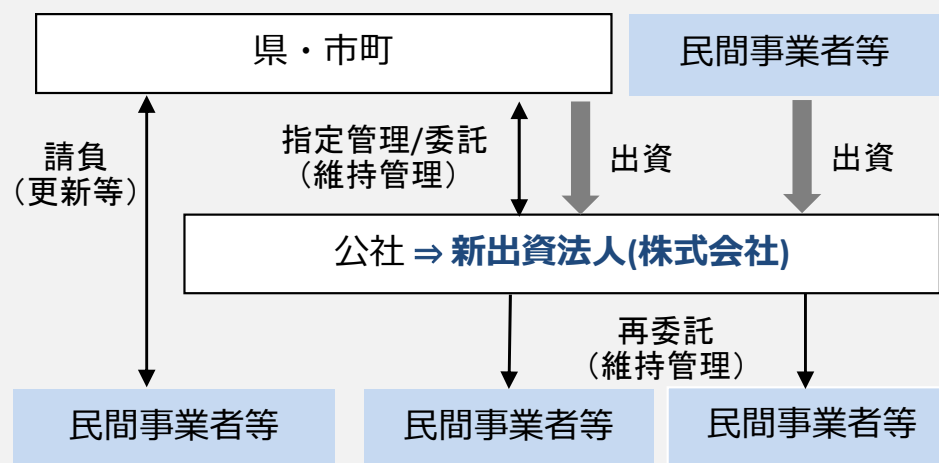 県・市町
民間事業者等
請負
(更新等)
指定管理/委託
(維持管理)
出資
出資
公社 ⇒ 新出資法人(株式会社)
再委託
(維持管理)
民間事業者等
民間事業者等
民間事業者等